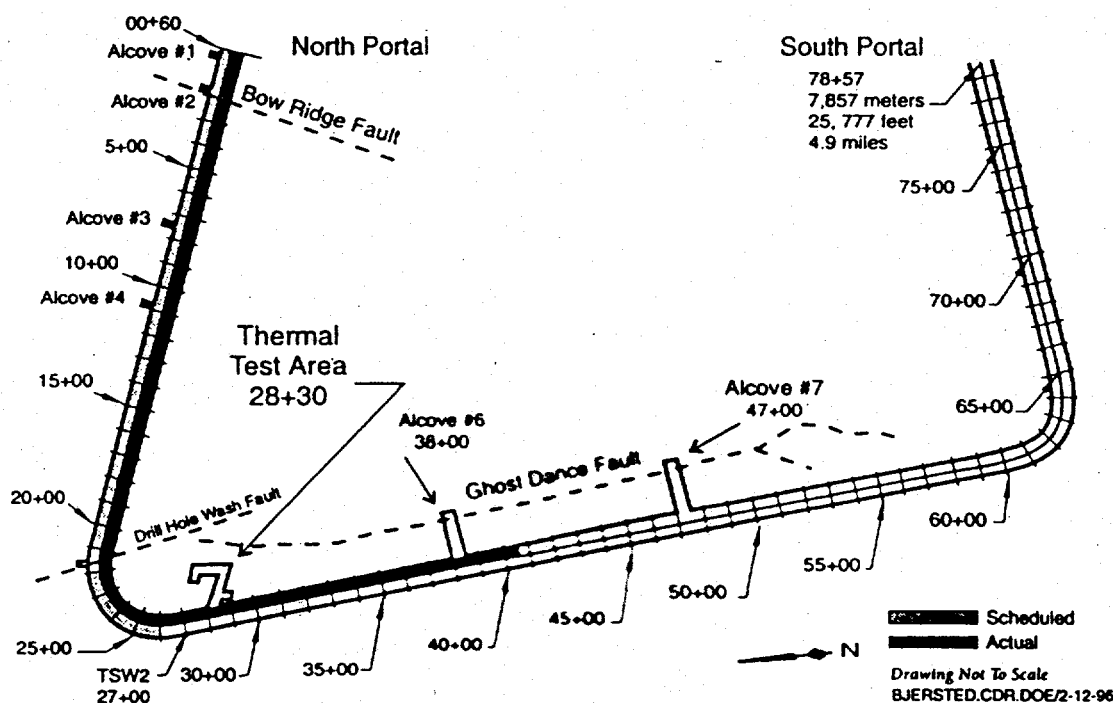 00+60
Alcove #1
North Portal
South Portal
Alcove #2
Bow Ridge Fault
78+57
7,857 meters
25, 777 feet
4.9 miles
5+00
75+00
Alcove #3
10+00
Alcove #4
70+00
Thermal
Test Area
28+30
15+00
Alcove #6
38+00
Alcove #7
47+00
65+00
Ghost Dance Fault
20+00
Drill Hole Wash Fault
60+00
55+00
50+00
45+00
40+00
35+00
30+00
25+00
TSW2
27+00
N
Scheduled
Actual
Drawing Not To Scale
BJERSTED.CDR.DOE/2-12-96